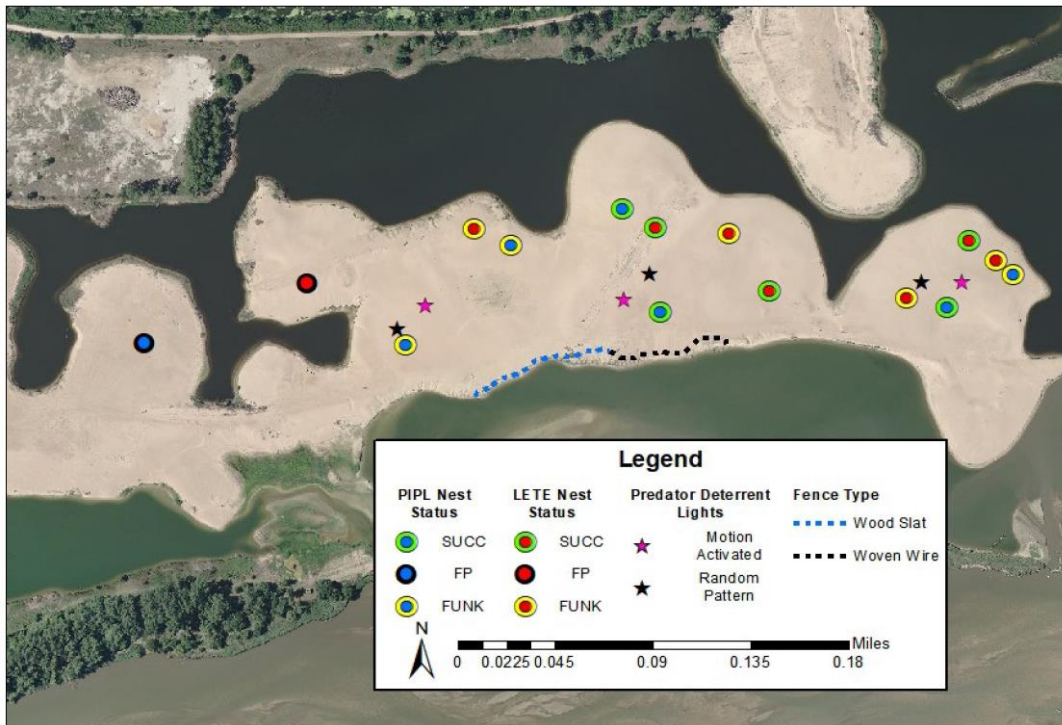 Legend
PIPL Nest
Status
SUCC
FP
FUNK
LETE Nest
Status
SUCC
FP
FUNK
Predator Deterrent
Lights
Motion
Activated
Random
Pattern
Fence Type
Wood Slat
Woven Wire
N
Miles
0 0.0225 0.045 0.09 0.135 0.18